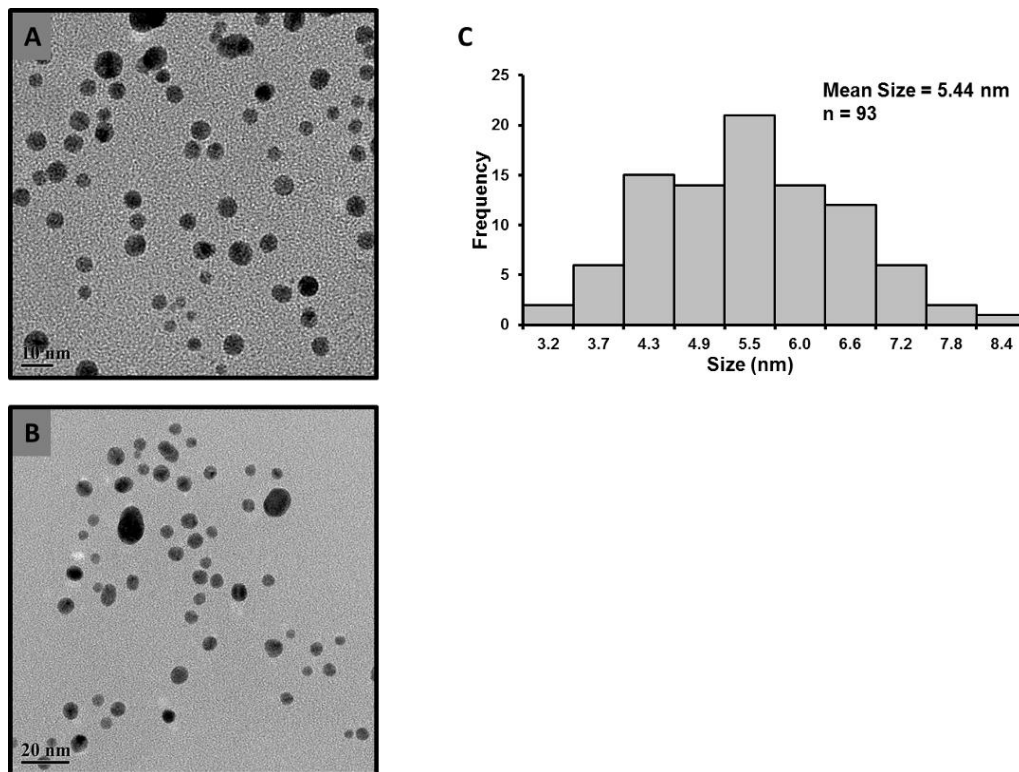 A
10 nm
B
20 nm
C
Mean Size = 5.44 nm
n = 93
Frequency
25
20
15
10
5
0
3.2 3.7 4.3 4.9 5.5 6.0 6.6 7.2 7.8 8.4
Size (nm)